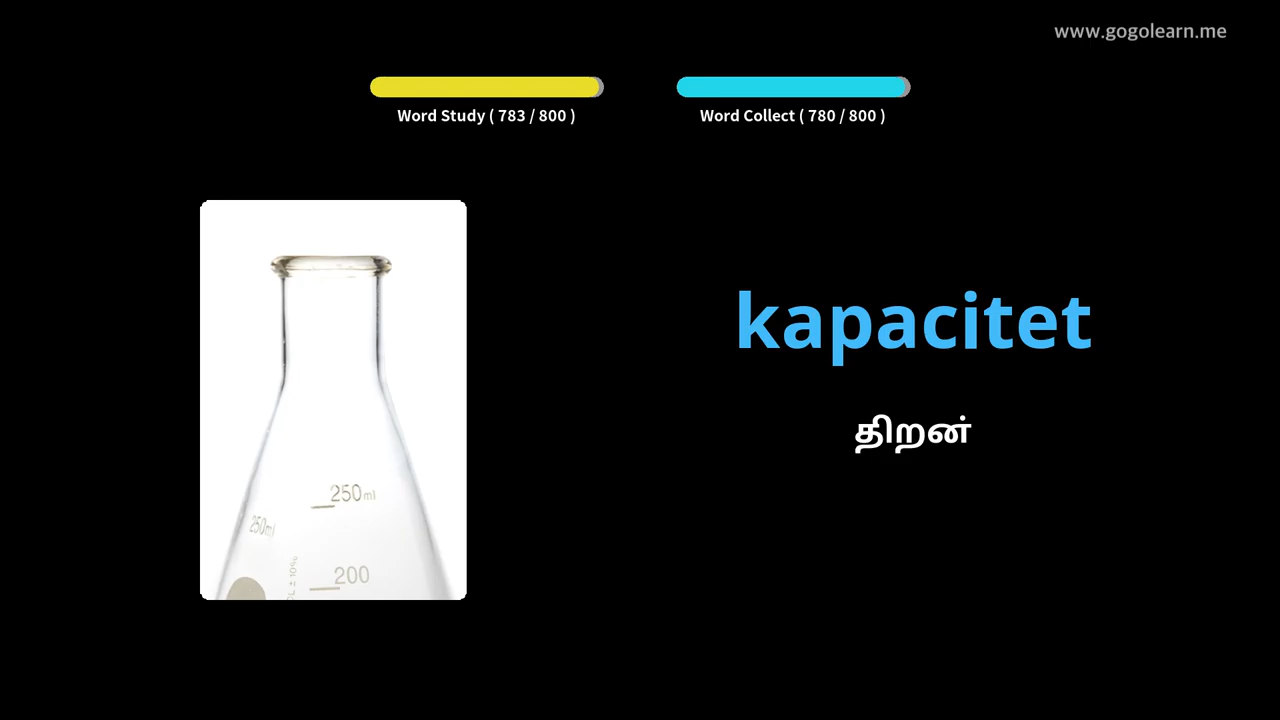 www.gogolearn.me
Word Study ( 783 / 800 )
Word Collect ( 780 / 800 )
kapacitet
திறன்
250ml
250ml
200